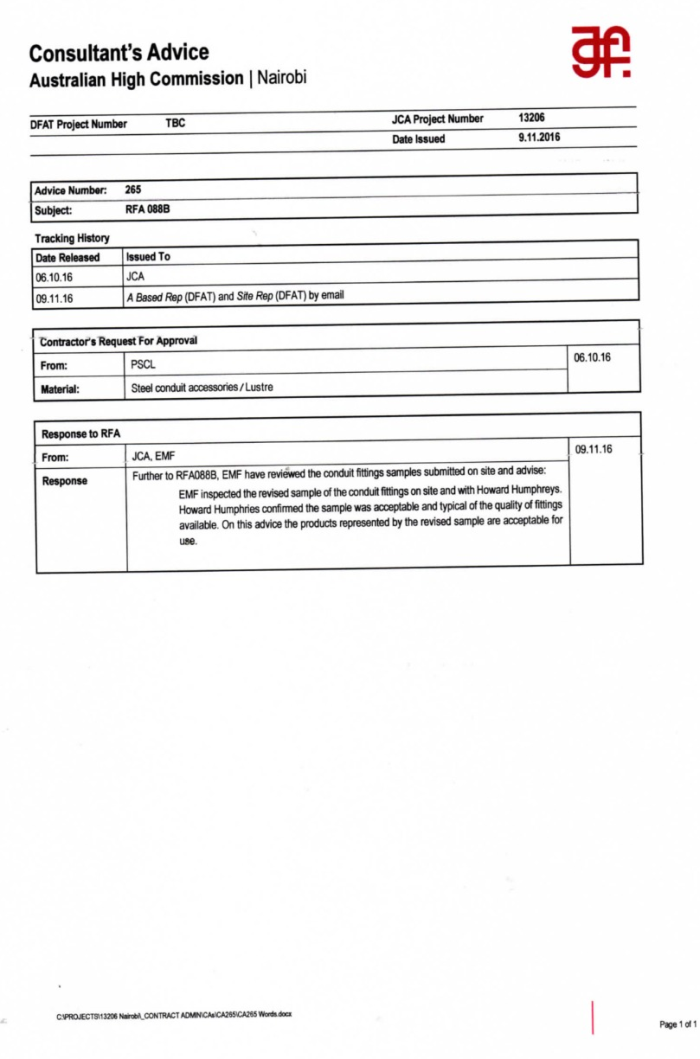 Consultant's Advice
Australian High Commission | Nairobi
DFAT Project Number TBC JCA Project Number 13206
Date Issued 9.11.2016
Advice Number: 265
Subject: RFA 088B
Tracking History
Date Released Issued To
06.10.16 JCA
09.11.16 A Based Rep (DFAT) and Site Rep (DFAT) by email
Contractor's Request For Approval
From: PSCL 06.10.16
Material: Steel conduit accessories / Lustre
Response to RFA
From: JCA, EMF 09.11.16
Response Further to RFA088B, EMF have reviewed the conduit fittings samples submitted on site and advise:
EMF inspected the revised sample of the conduit fittings on site and with Howard Humphreys.
Howard Humphries confirmed the sample was acceptable and typical of the quality of fittings
available. On this advice the products represented by the revised sample are acceptable for
use.
C:\PROJECTS\13206 Nairobi\_CONTRACT ADMIN\CAs\CA265\CA265 Words.docx
Page 1 of 1